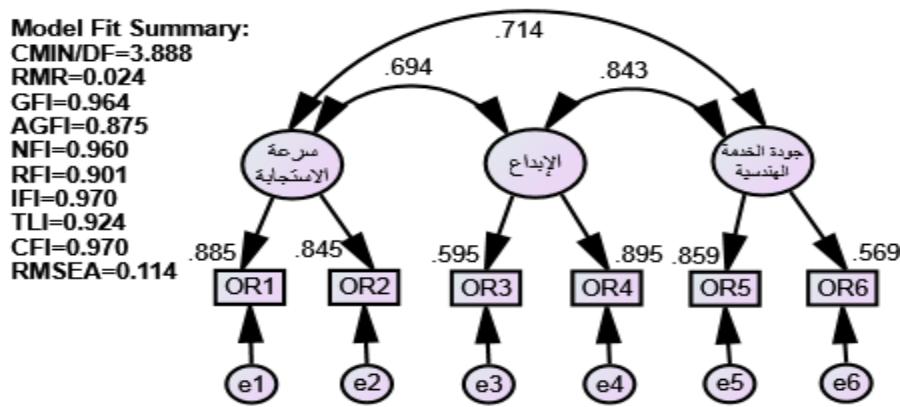 Model Fit Summary:
CMIN/DF=3.888
RMR=0.024
GFI=0.964
AGFI=0.875
NFI=0.960
RFI=0.901
IFI=0.970
TLI=0.924
CFI=0.970
RMSEA=0.114
.714
.694
.843
سرعة
الاستجابة
الإبداع
جودة الخدمة
الهندسية
.885
.845
.595
.895
.859
.569
OR1
OR2
OR3
OR4
OR5
OR6
e1
e2
e3
e4
e5
e6